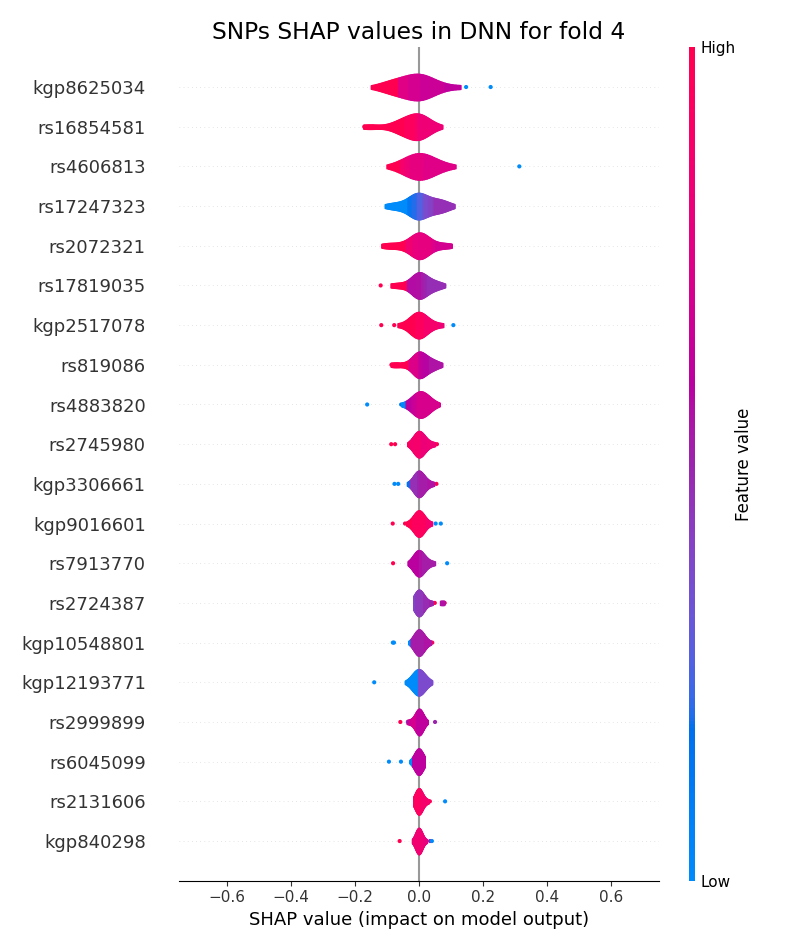 SNPs SHAP values in DNN for fold 4
High
kgp8625034
rs16854581
rs4606813
rs17247323
rs2072321
rs17819035
kgp2517078
rs819086
rs4883820
rs2745980
kgp3306661
kgp9016601
rs7913770
rs2724387
kgp10548801
kgp12193771
rs2999899
rs6045099
rs2131606
kgp840298
Feature value
Low
−0.6 −0.4 −0.2 0.0 0.2 0.4 0.6
SHAP value (impact on model output)